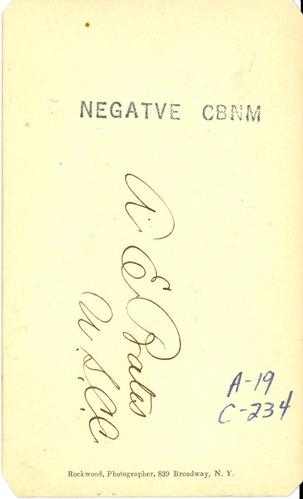 NEGATVE CBNM
A. E. Bates
U.S.C.C.
A-19
C-234
Rockwood, Photographer, 839 Broadway, N. Y.